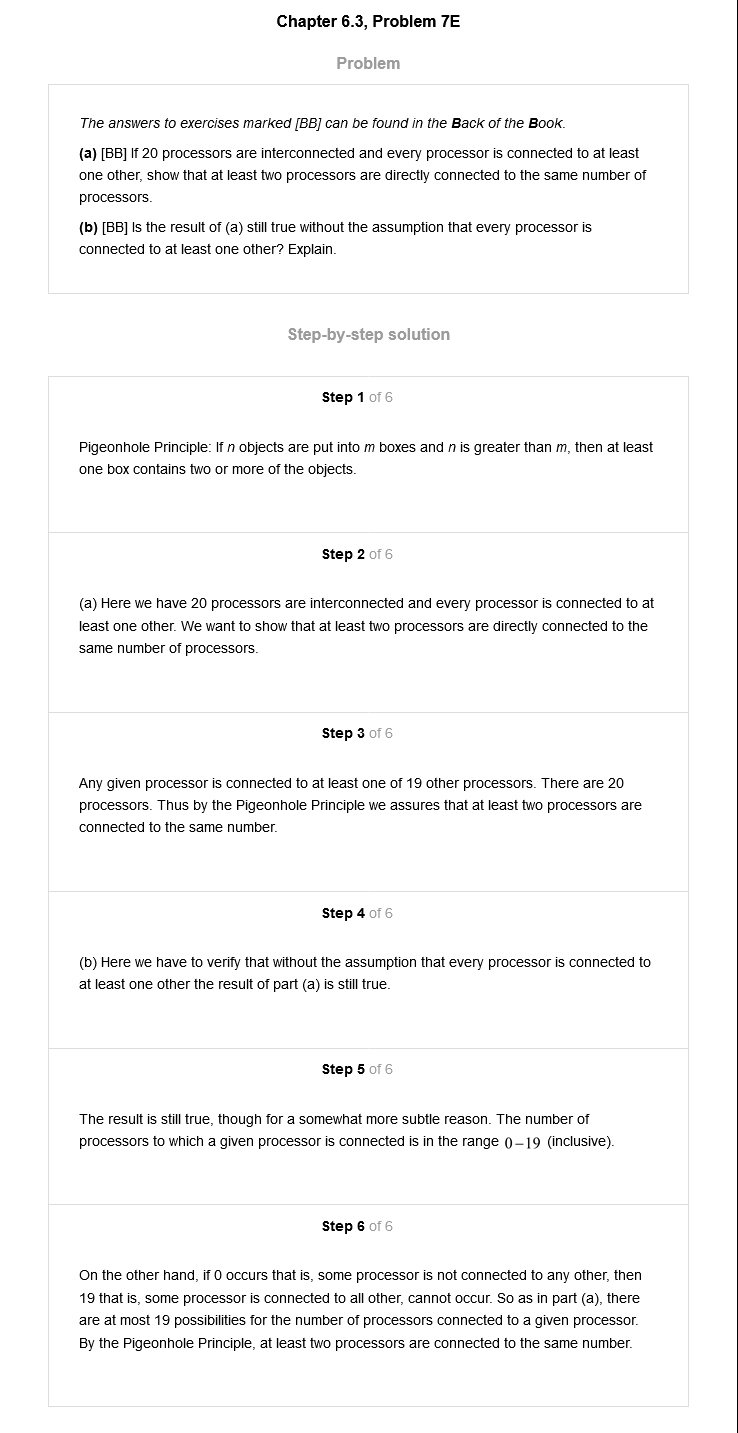 Chapter 6.3, Problem 7E
Problem
The answers to exercises marked [BB] can be found in the Back of the Book.
(a) [BB] If 20 processors are interconnected and every processor is connected to at least
one other, show that at least two processors are directly connected to the same number of
processors.
(b) [BB] Is the result of (a) still true without the assumption that every processor is
connected to at least one other? Explain.
Step-by-step solution
Step 1 of 6
Pigeonhole Principle: If n objects are put into m boxes and n is greater than m, then at least
one box contains two or more of the objects.
Step 2 of 6
(a) Here we have 20 processors are interconnected and every processor is connected to at
least one other. We want to show that at least two processors are directly connected to the
same number of processors.
Step 3 of 6
Any given processor is connected to at least one of 19 other processors. There are 20
processors. Thus by the Pigeonhole Principle we assures that at least two processors are
connected to the same number.
Step 4 of 6
(b) Here we have to verify that without the assumption that every processor is connected to
at least one other the result of part (a) is still true.
Step 5 of 6
The result is still true, though for a somewhat more subtle reason. The number of
processors to which a given processor is connected is in the range 0–19 (inclusive).
Step 6 of 6
On the other hand, if 0 occurs that is, some processor is not connected to any other, then
19 that is, some processor is connected to all other, cannot occur. So as in part (a), there
are at most 19 possibilities for the number of processors connected to a given processor.
By the Pigeonhole Principle, at least two processors are connected to the same number.